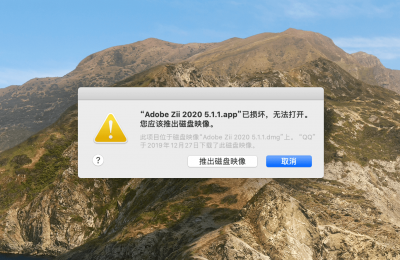 “Adobe Zii 2020 5.1.1.app”已损坏，无法打开。
您应该推出磁盘映像。
此项目位于磁盘映像“Adobe Zii 2020 5.1.1.dmg”上。“QQ”
于2019年12月27日下载了此磁盘映像。
?
推出磁盘映像
取消